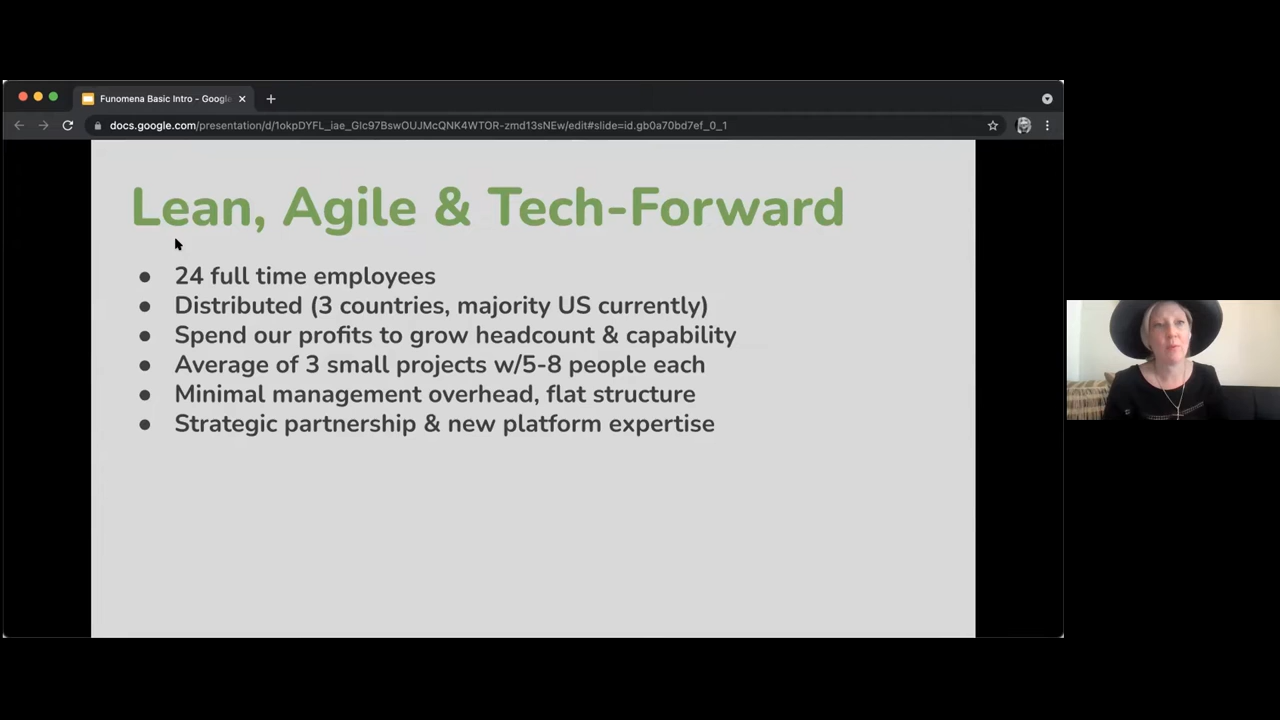 Funomena Basic Intro - Google
docs.google.com/presentation/d/1okpDYFL_iae_Glc97BswOUJMcQNK4WTOR-zmd13sNEw/edit#slide=id.gb0a70bd7ef_0_1
Lean, Agile & Tech-Forward
● 24 full time employees
● Distributed (3 countries, majority US currently)
● Spend our profits to grow headcount & capability
● Average of 3 small projects w/5-8 people each
● Minimal management overhead, flat structure
● Strategic partnership & new platform expertise